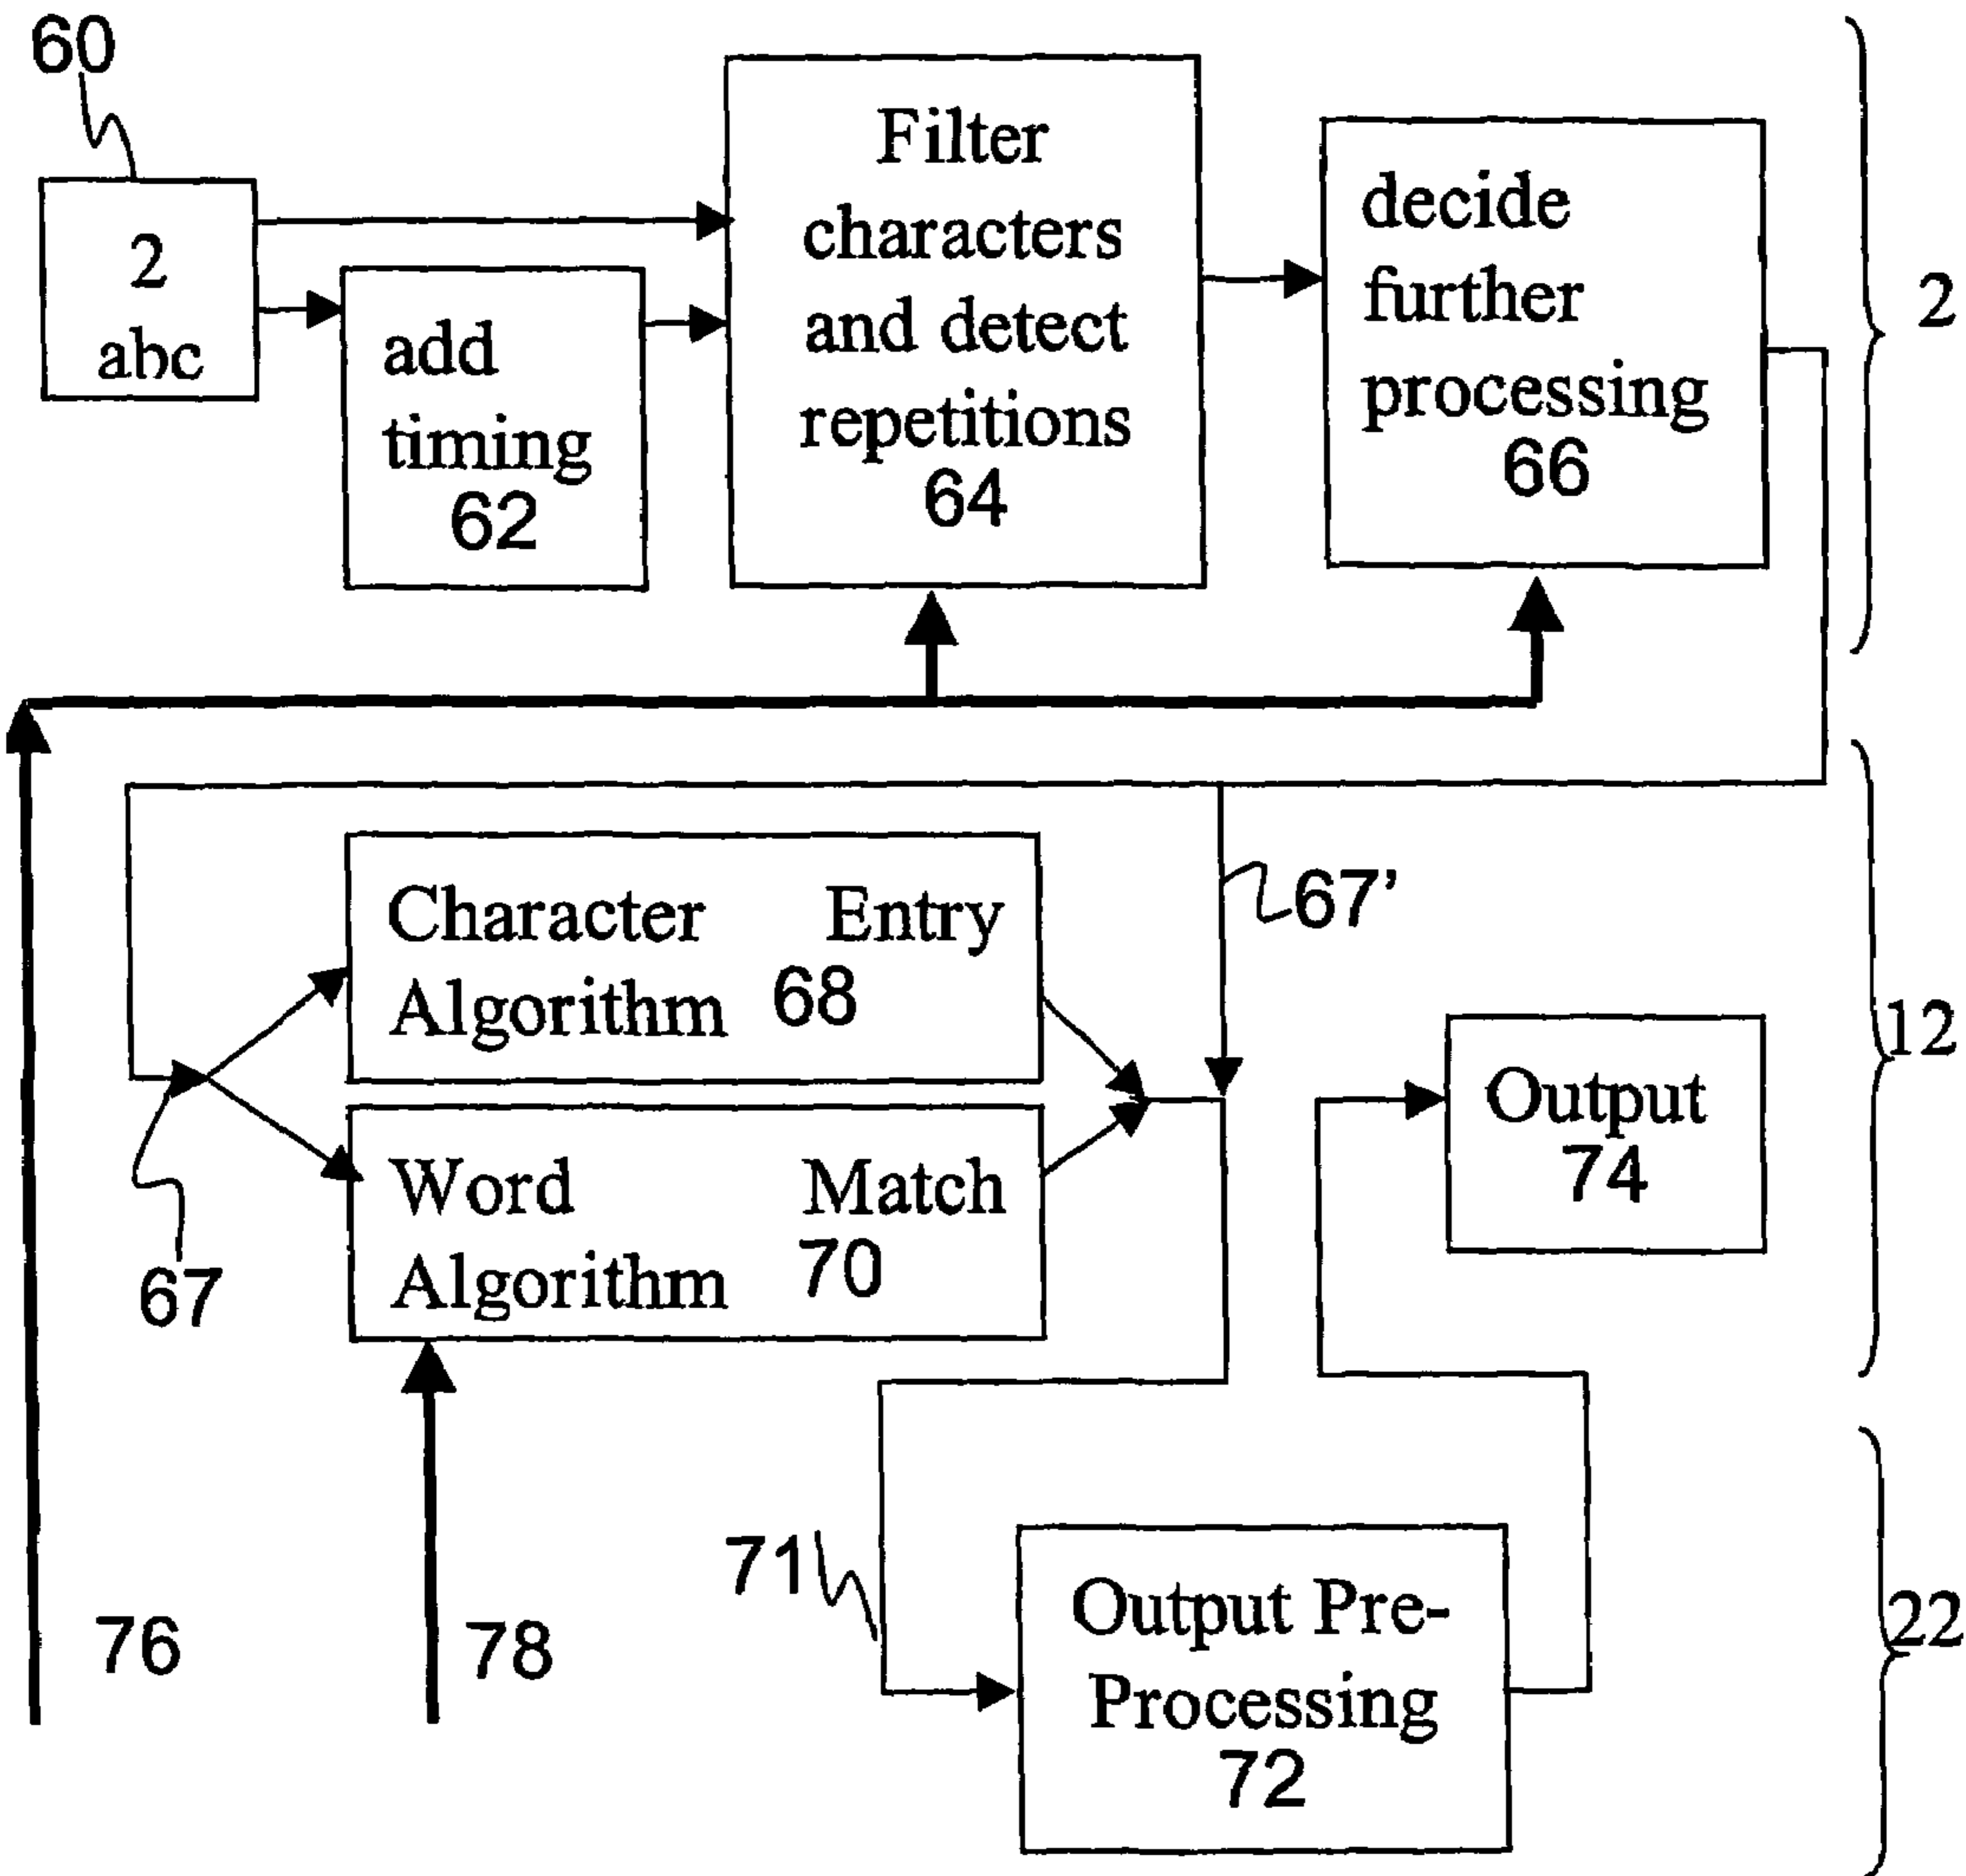 60
2
abc
add
timing
62
Filter
characters
and detect
repetitions
64
decide
further
processing
66
2
Character Entry
Algorithm 68
67'
Word Match
Algorithm 70
67
Output
74
12
71
Output Pre-
Processing
72
76
78
22